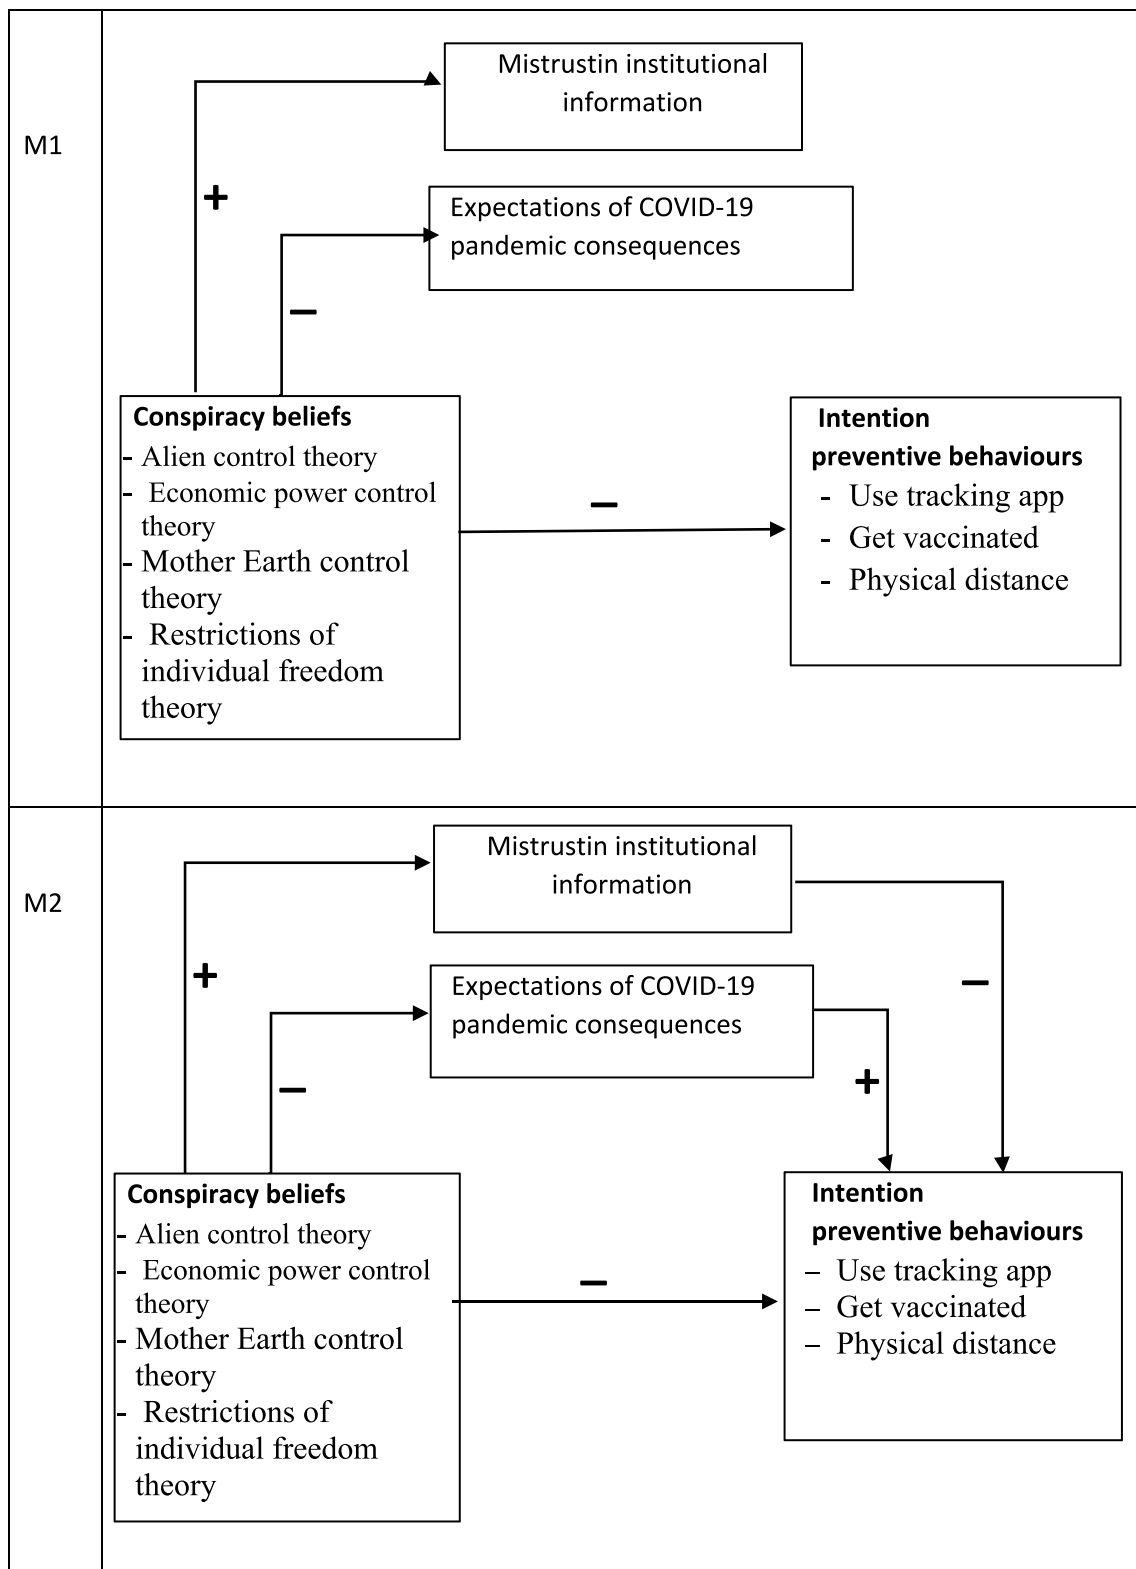 M1
Mistrustin institutional
information
+
Expectations of COVID-19
pandemic consequences
–
Conspiracy beliefs
- Alien control theory
- Economic power control
theory
- Mother Earth control
theory
- Restrictions of
individual freedom
theory
–
Intention
preventive behaviours
- Use tracking app
- Get vaccinated
- Physical distance
M2
Mistrustin institutional
information
+
–
Expectations of COVID-19
pandemic consequences
–
+
Conspiracy beliefs
- Alien control theory
- Economic power control
theory
- Mother Earth control
theory
- Restrictions of
individual freedom
theory
–
Intention
preventive behaviours
– Use tracking app
– Get vaccinated
– Physical distance